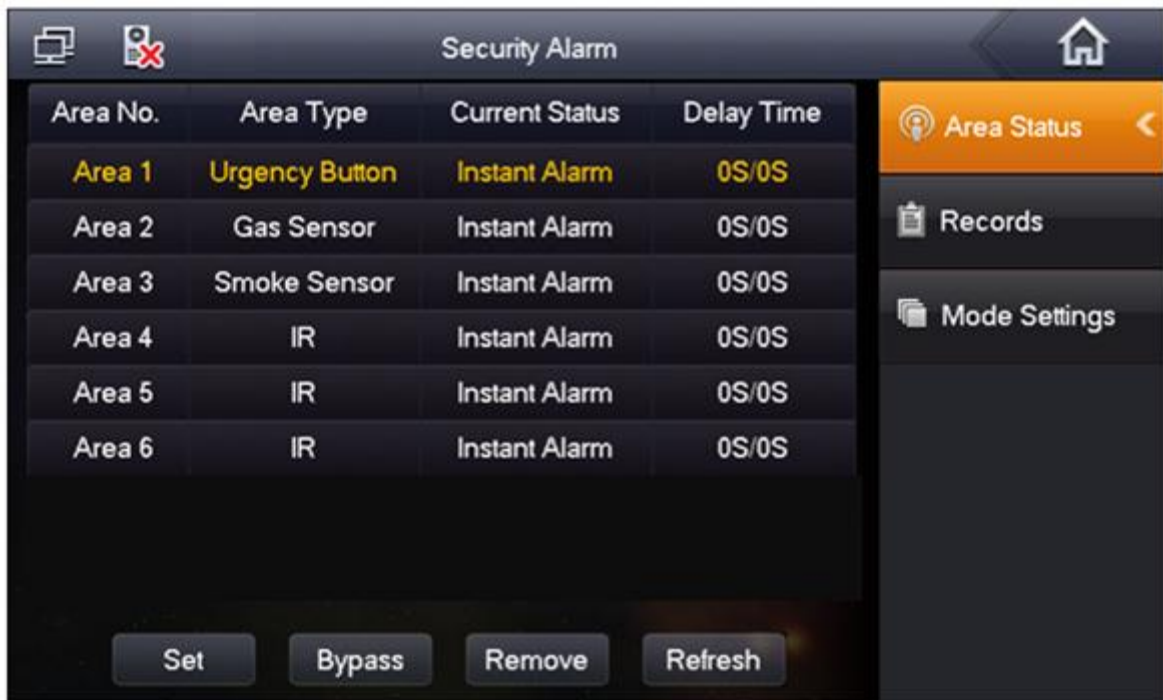 Security Alarm
Area No. Area Type Current Status Delay Time
Area 1 Urgency Button Instant Alarm 0S/0S
Area 2 Gas Sensor Instant Alarm 0S/0S
Area 3 Smoke Sensor Instant Alarm 0S/0S
Area 4 IR Instant Alarm 0S/0S
Area 5 IR Instant Alarm 0S/0S
Area 6 IR Instant Alarm 0S/0S
Set Bypass Remove Refresh
Area Status
Records
Mode Settings